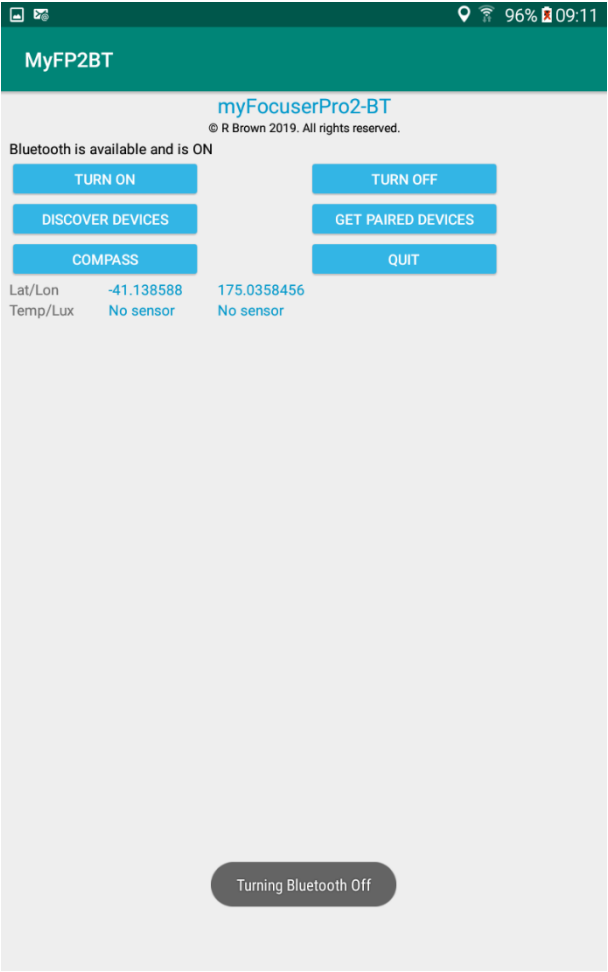 96% 09:11
MyFP2BT
myFocuserPro2-BT
© R Brown 2019. All rights reserved.
Bluetooth is available and is ON
TURN ON TURN OFF
DISCOVER DEVICES GET PAIRED DEVICES
COMPASS QUIT
Lat/Lon -41.138588 175.0358456
Temp/Lux No sensor No sensor
Turning Bluetooth Off